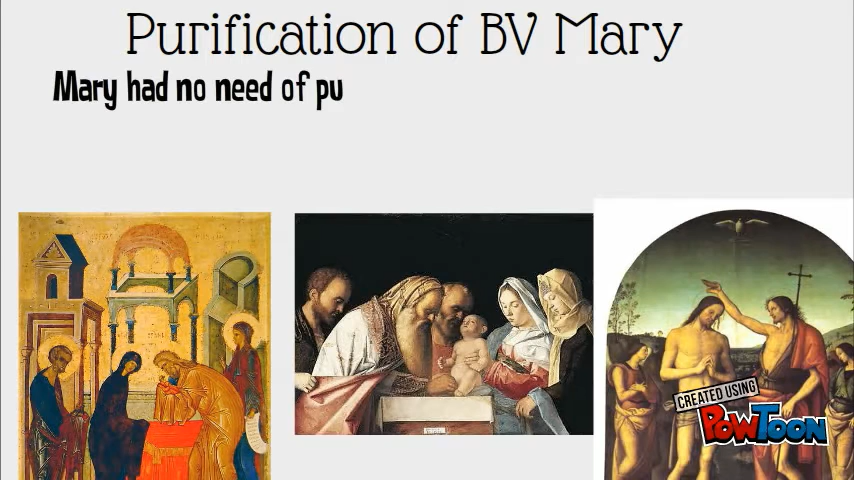 Purification of BV Mary
Mary had no need of pu
CREATED USING
POWTOON